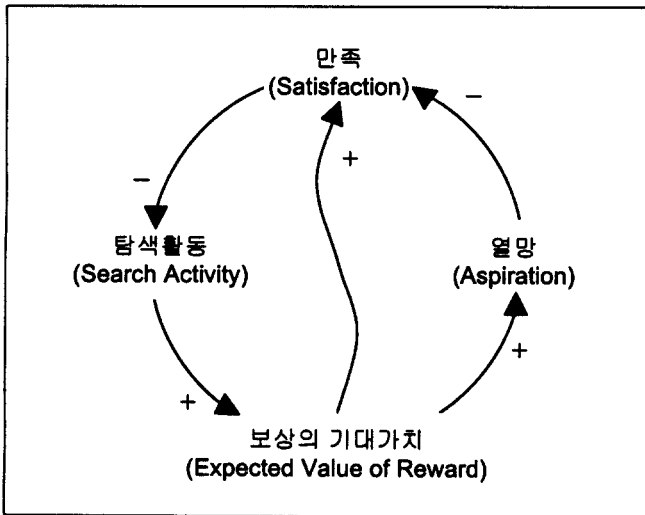 만족
(Satisfaction)
−
+
−
탐색활동
(Search Activity)
열망
(Aspiration)
+
+
보상의 기대가치
(Expected Value of Reward)